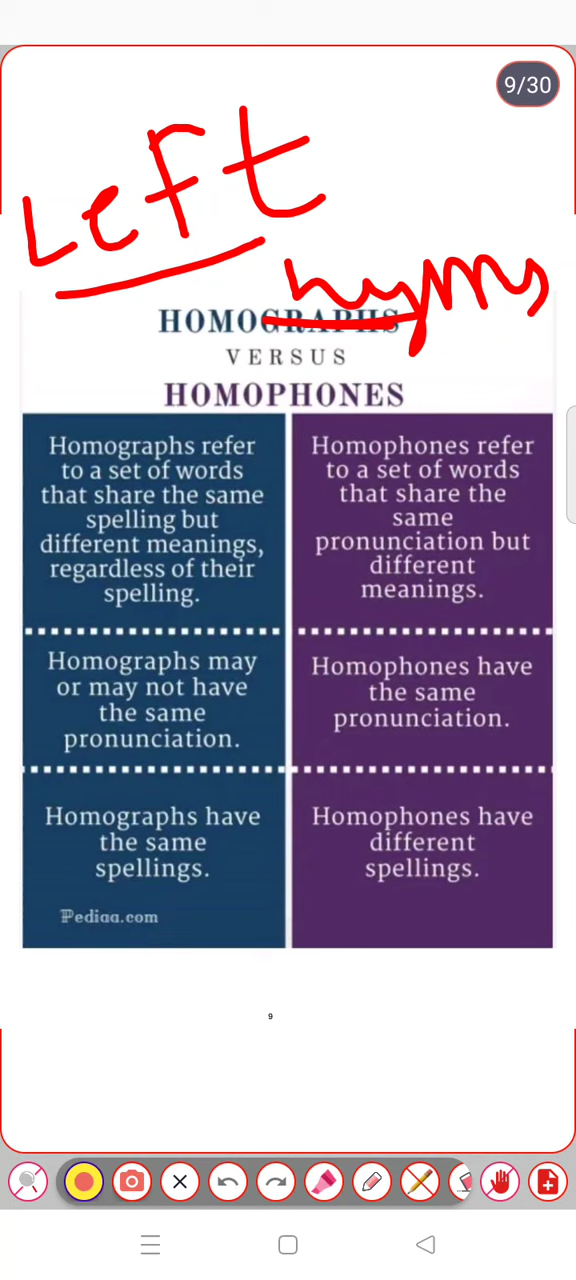 9/30
Left
hyms
HOMOGRAPHS
VERSUS
HOMOPHONES
Homographs refer
to a set of words
that share the same
spelling but
different meanings,
regardless of their
spelling.
Homophones refer
to a set of words
that share the
same
pronunciation but
different
meanings.
Homographs may
or may not have
the same
pronunciation.
Homophones have
the same
pronunciation.
Homographs have
the same
spellings.
Homophones have
different
spellings.
Pediaa.com
9